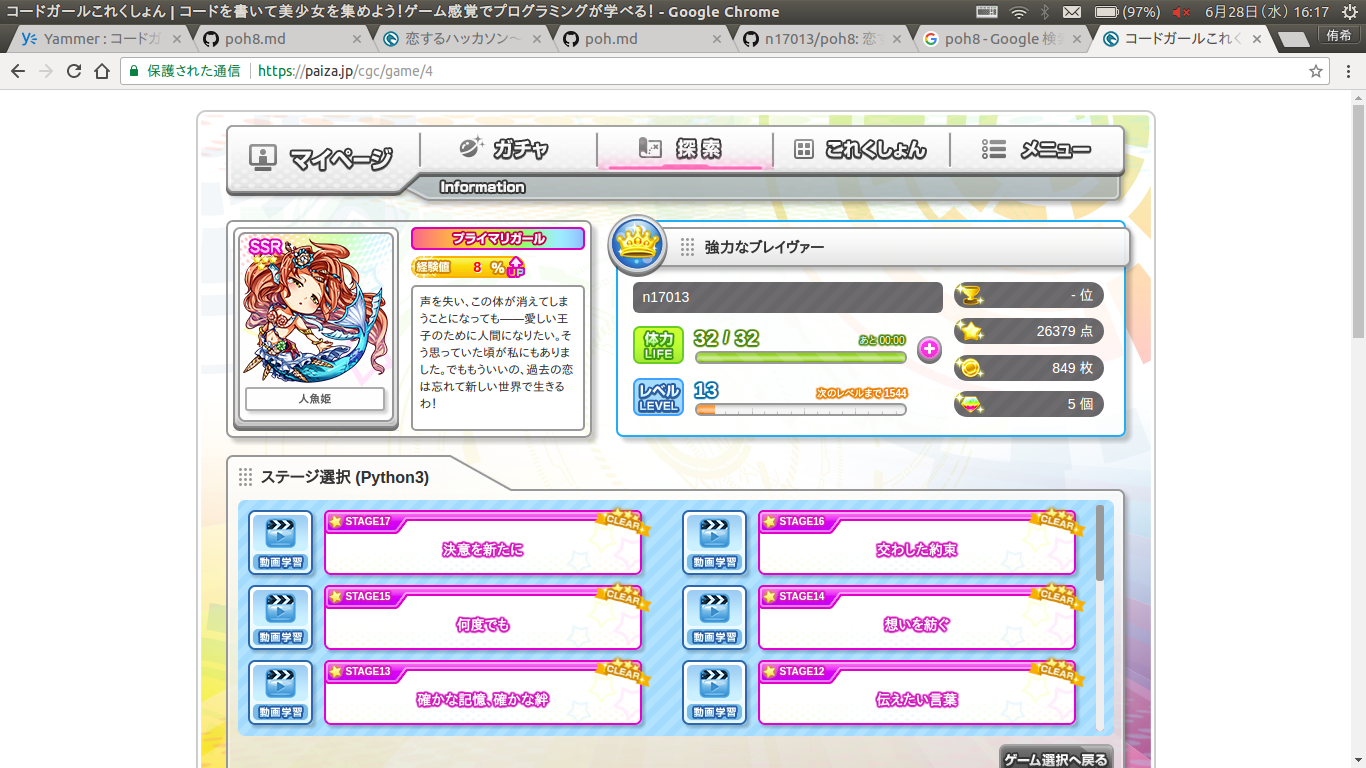 コードガールこれくしょん | コードを書いて美少女を集めよう!ゲーム感覚でプログラミングが学べる! - Google Chrome
(97%) 6月28日 (水) 16:17
Yammer : コードガ
poh8.md
恋するハッカソン〜
poh.md
n17013/poh8: 恋
poh8 - Google 検
コードガールこれく
侑希
保護された通信
https://paiza.jp/cgc/game/4
マイページ
ガチャ
探索
これくしょん
メニュー
Information
SSR
人魚姫
プライマリガール
経験値 8 % UP
声を失い、この体が消えてしま
うことになっても――愛しい王
子のために人間になりたい。そ
う思っていた頃が私にもありま
した。でももういいの、過去の恋
は忘れて新しい世界で生きる
わ!
強力なブレイヴァー
n17013
- 位
体力 LIFE
32 / 32
あと 00:00
26379 点
849 枚
レベル LEVEL
13
次のレベルまで 1544
5 個
ステージ選択 (Python3)
動画学習
STAGE17
CLEAR
決意を新たに
動画学習
STAGE16
CLEAR
交わした約束
動画学習
STAGE15
CLEAR
何度でも
動画学習
STAGE14
CLEAR
想いを紡ぐ
動画学習
STAGE13
CLEAR
確かな記憶、確かな絆
動画学習
STAGE12
CLEAR
伝えたい言葉
ゲーム選択へ戻る